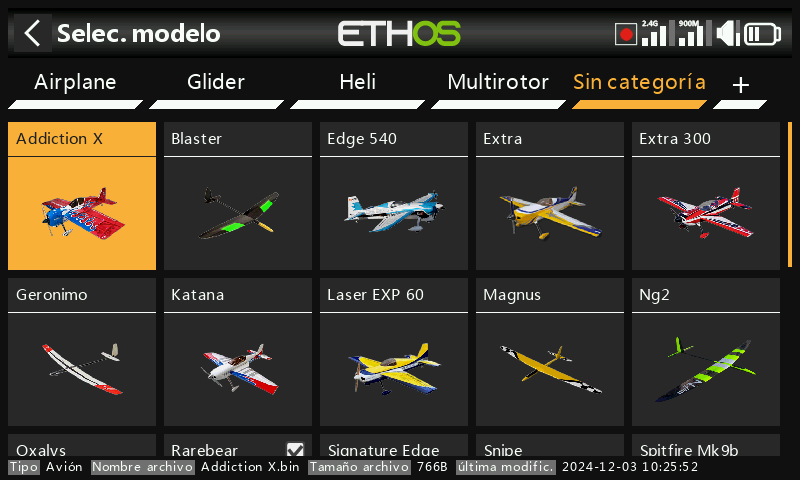 Selec. modelo ETHOS 2.4G 900M
Airplane Glider Heli Multirotor Sin categoría +
Addiction X Blaster Edge 540 Extra Extra 300
Geronimo Katana Laser EXP 60 Magnus Ng2
Oxalys Rarebear Signature Edge Snipe Spitfire Mk9b
Tipo Avión Nombre archivo Addiction X.bin Tamaño archivo 766B última modific. 2024-12-03 10:25:52